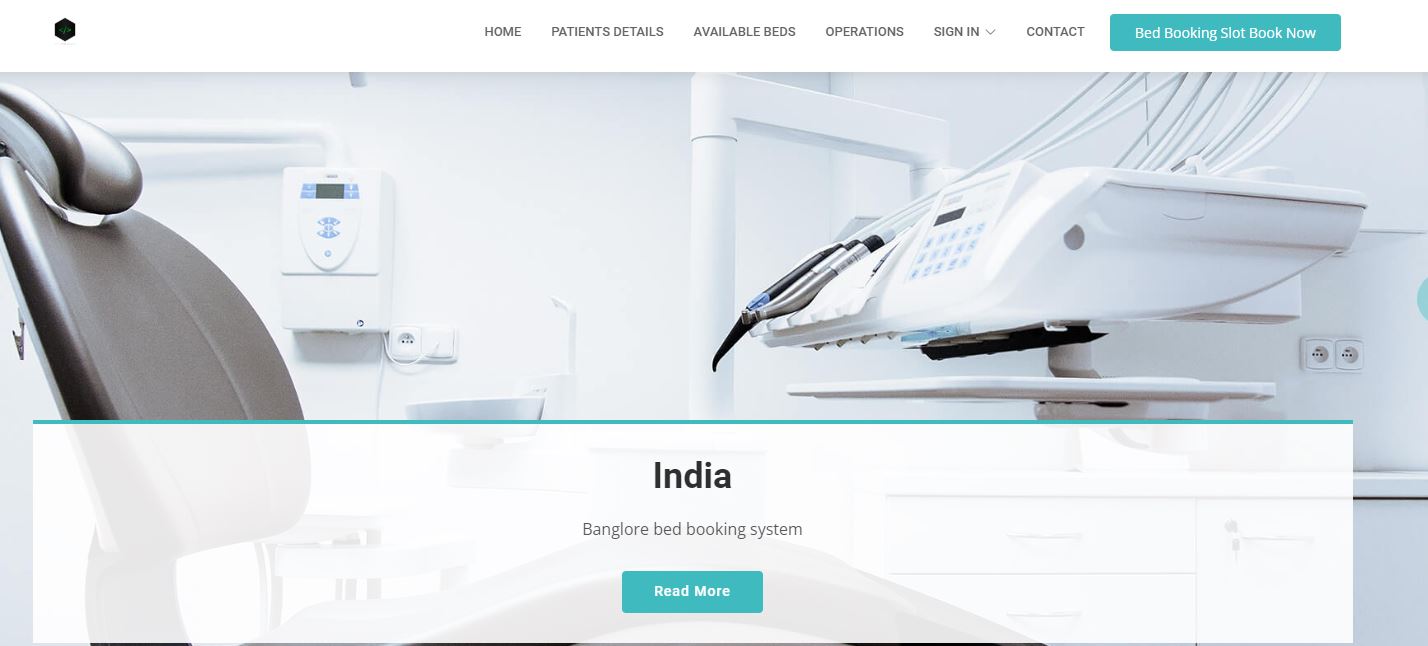 </>
HOME
PATIENTS DETAILS
AVAILABLE BEDS
OPERATIONS
SIGN IN
CONTACT
Bed Booking Slot Book Now
India
Banglore bed booking system
Read More